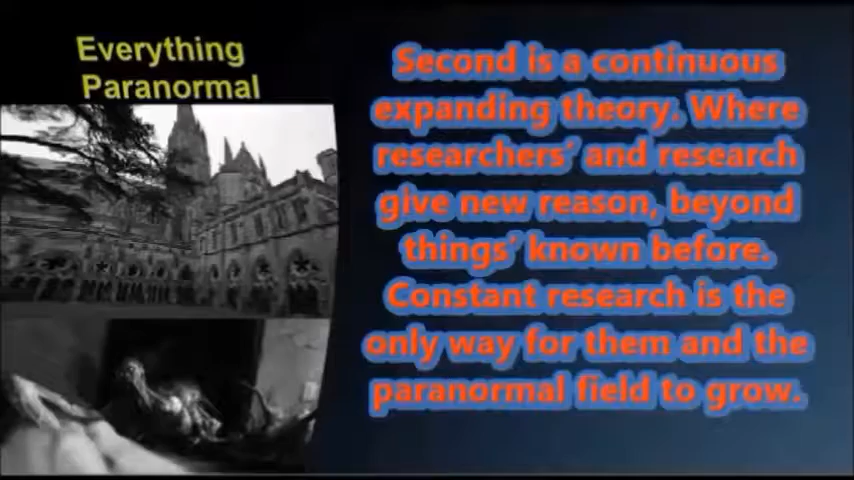 Everything
Paranormal
Second is a continuous
expanding theory. Where
researchers' and research
give new reason, beyond
things' known before.
Constant research is the
only way for them and the
paranormal field to grow.